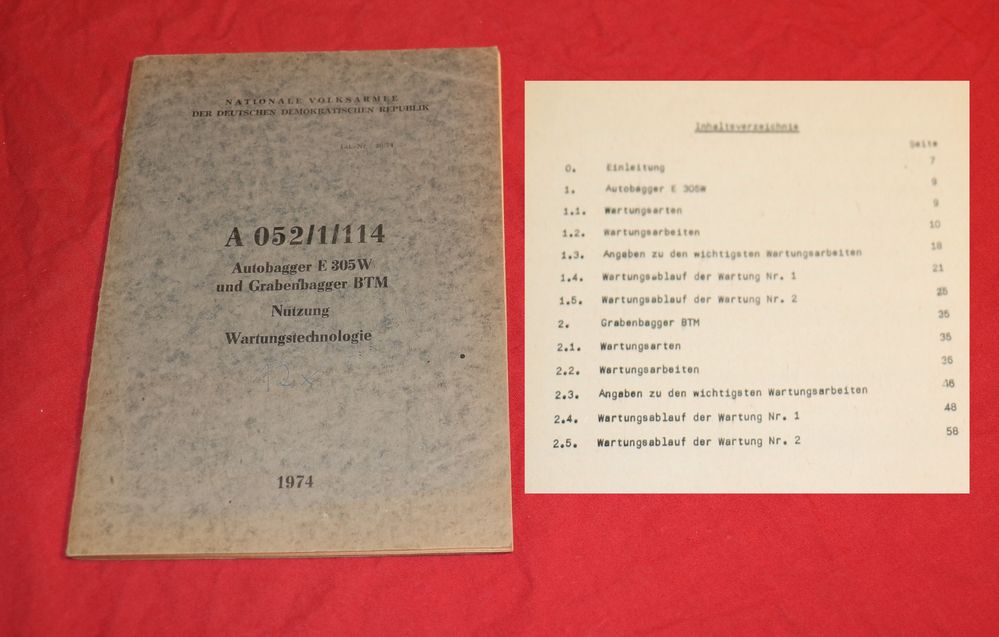 NATIONALE VOLKSARMEE
DER DEUTSCHEN DEMOKRATISCHEN REPUBLIK
A 052/1/114
Autobagger E 305W
und Grabenbagger BTM
Nutzung
Wartungstechnologie
12x
1974
Inhaltsverzeichnis
Seite
0. Einleitung 7
1. Autobagger E 305W 9
1.1. Wartungsarten 9
1.2. Wartungsarbeiten 10
1.3. Angaben zu den wichtigsten Wartungsarbeiten 18
1.4. Wartungsablauf der Wartung Nr. 1 21
1.5. Wartungsablauf der Wartung Nr. 2 25
2. Grabenbagger BTM 35
2.1. Wartungsarten 35
2.2. Wartungsarbeiten 36
2.3. Angaben zu den wichtigsten Wartungsarbeiten 46
2.4. Wartungsablauf der Wartung Nr. 1 48
2.5. Wartungsablauf der Wartung Nr. 2 58